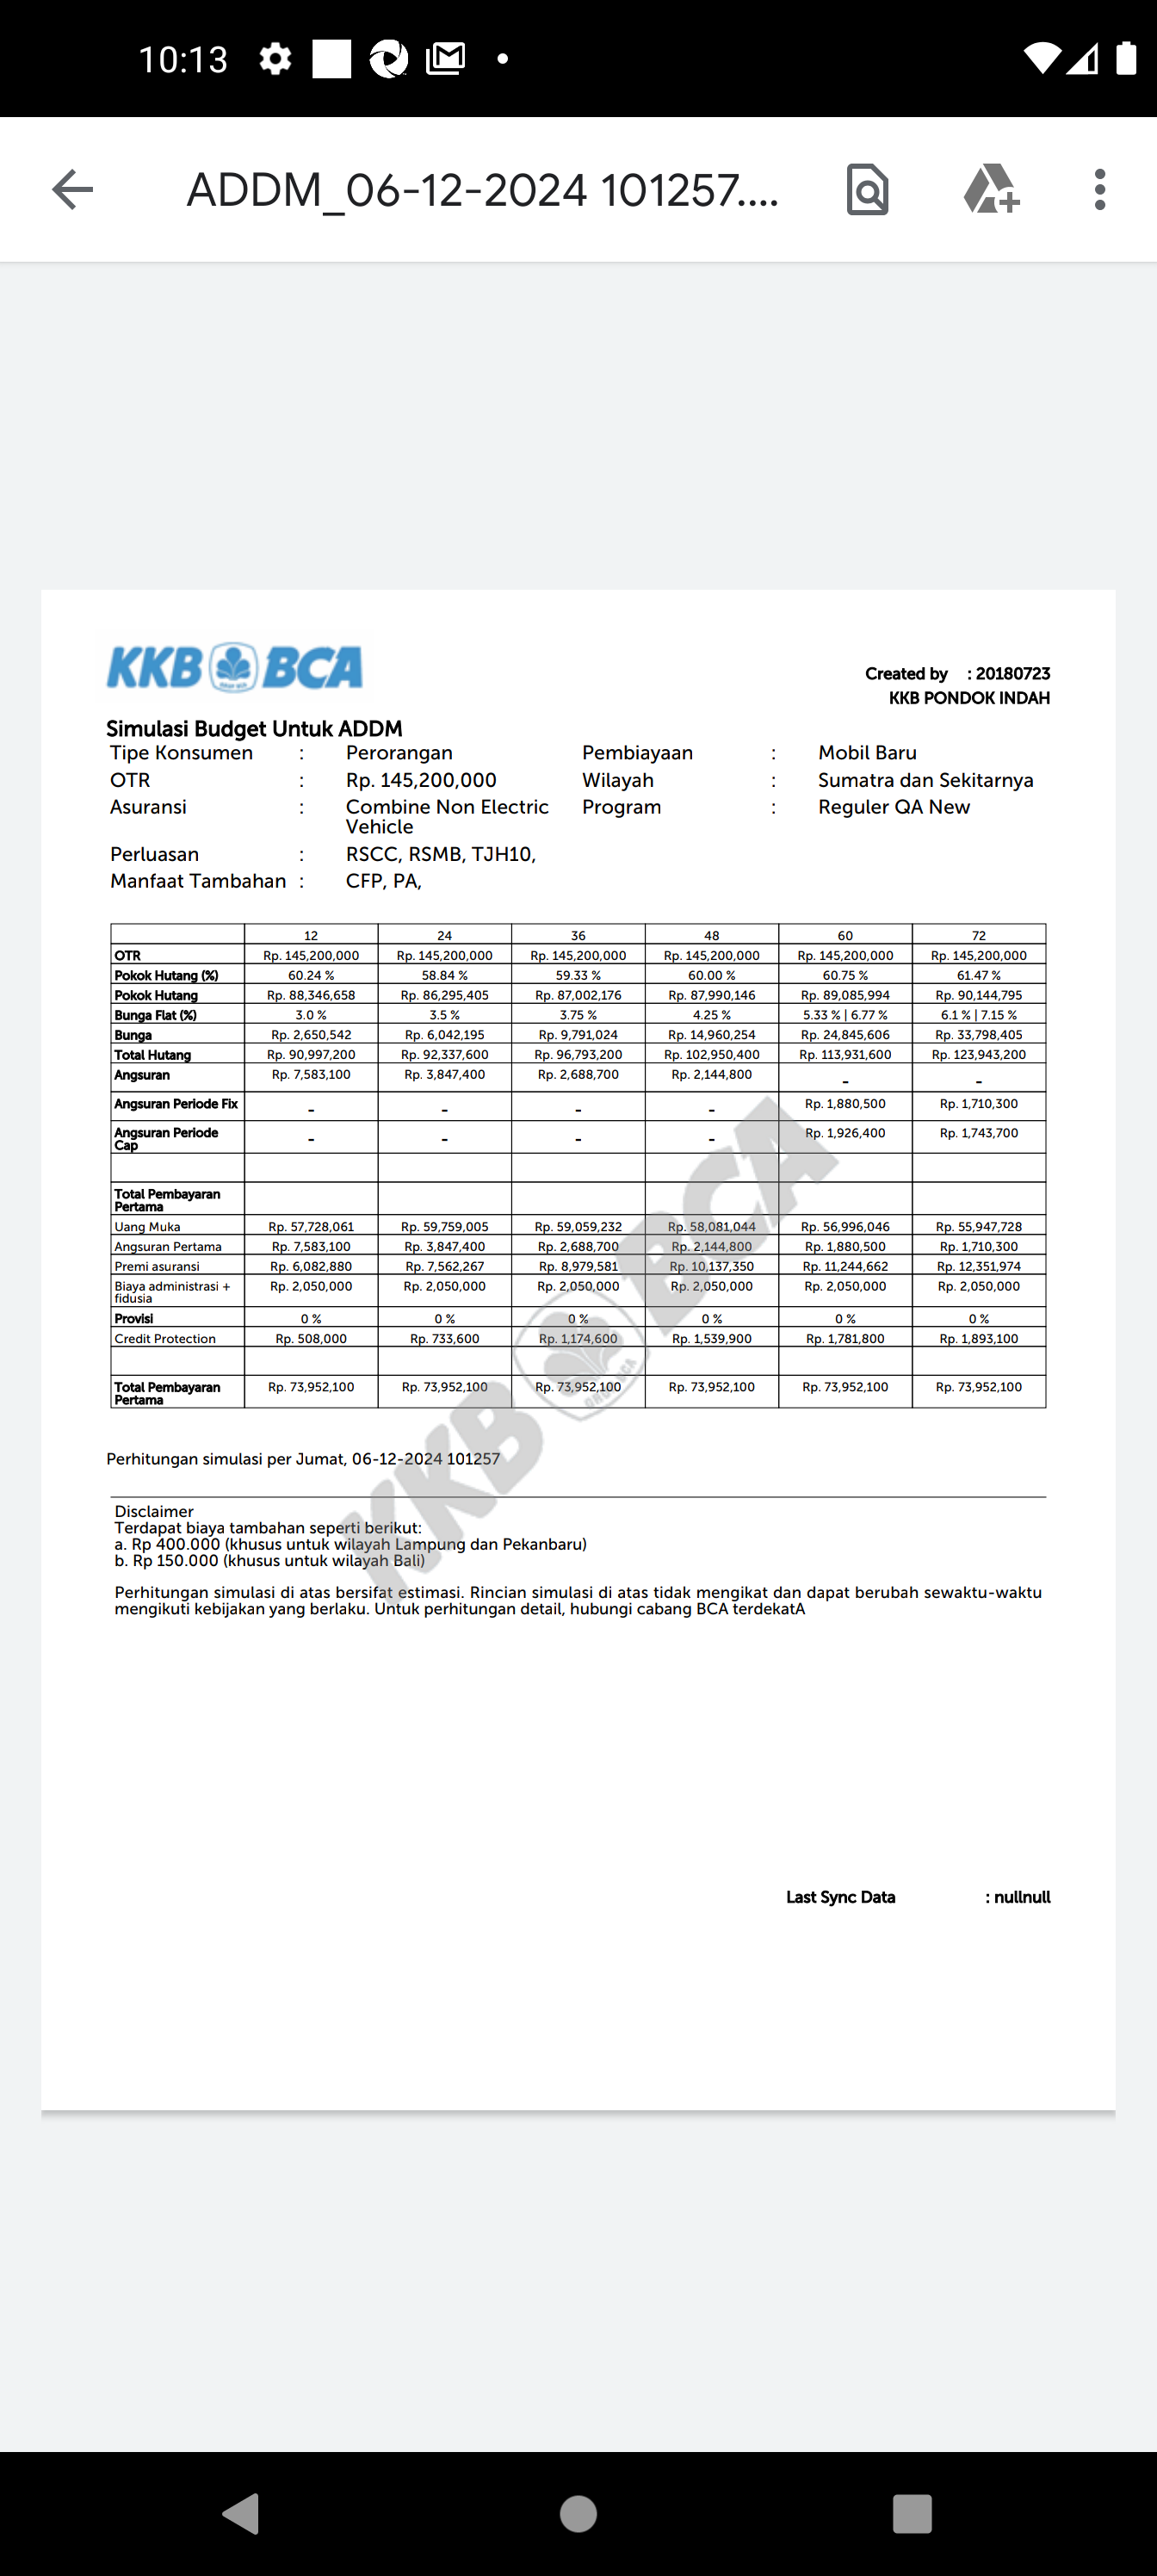 10:13
ADDM_06-12-2024 101257....
KKB BCA
Created by : 20180723
KKB PONDOK INDAH
Simulasi Budget Untuk ADDM
Tipe Konsumen : Perorangan Pembiayaan : Mobil Baru
OTR : Rp. 145,200,000 Wilayah : Sumatra dan Sekitarnya
Asuransi : Combine Non Electric Program : Reguler QA New
Vehicle
Perluasan : RSCC, RSMB, TJH10,
Manfaat Tambahan : CFP, PA,
12 24 36 48 60 72
OTR Rp. 145,200,000 Rp. 145,200,000 Rp. 145,200,000 Rp. 145,200,000 Rp. 145,200,000 Rp. 145,200,000
Pokok Hutang (%) 60.24 % 58.84 % 59.33 % 60.00 % 60.75 % 61.47 %
Pokok Hutang Rp. 88,346,658 Rp. 86,295,405 Rp. 87,002,176 Rp. 87,990,146 Rp. 89,085,994 Rp. 90,144,795
Bunga Flat (%) 3.0 % 3.5 % 3.75 % 4.25 % 5.33 % | 6.77 % 6.1 % | 7.15 %
Bunga Rp. 2,650,542 Rp. 6,042,195 Rp. 9,791,024 Rp. 14,960,254 Rp. 24,845,606 Rp. 33,798,405
Total Hutang Rp. 90,997,200 Rp. 92,337,600 Rp. 96,793,200 Rp. 102,950,400 Rp. 113,931,600 Rp. 123,943,200
Angsuran Rp. 7,583,100 Rp. 3,847,400 Rp. 2,688,700 Rp. 2,144,800 - -
Angsuran Periode Fix - - - - Rp. 1,880,500 Rp. 1,710,300
Angsuran Periode - - - - Rp. 1,926,400 Rp. 1,743,700
Cap
Total Pembayaran
Pertama
Uang Muka Rp. 57,728,061 Rp. 59,759,005 Rp. 59,059,232 Rp. 58,081,044 Rp. 56,996,046 Rp. 55,947,728
Angsuran Pertama Rp. 7,583,100 Rp. 3,847,400 Rp. 2,688,700 Rp. 2,144,800 Rp. 1,880,500 Rp. 1,710,300
Premi asuransi Rp. 6,082,880 Rp. 7,562,267 Rp. 8,979,581 Rp. 10,137,350 Rp. 11,244,662 Rp. 12,351,974
Biaya administrasi + Rp. 2,050,000 Rp. 2,050,000 Rp. 2,050,000 Rp. 2,050,000 Rp. 2,050,000 Rp. 2,050,000
fidusia
Provisi 0 % 0 % 0 % 0 % 0 % 0 %
Credit Protection Rp. 508,000 Rp. 733,600 Rp. 1,174,600 Rp. 1,539,900 Rp. 1,781,800 Rp. 1,893,100
Total Pembayaran Rp. 73,952,100 Rp. 73,952,100 Rp. 73,952,100 Rp. 73,952,100 Rp. 73,952,100 Rp. 73,952,100
Pertama
KKB BCA
Perhitungan simulasi per Jumat, 06-12-2024 101257
Disclaimer
Terdapat biaya tambahan seperti berikut:
a. Rp 400.000 (khusus untuk wilayah Lampung dan Pekanbaru)
b. Rp 150.000 (khusus untuk wilayah Bali)
Perhitungan simulasi di atas bersifat estimasi. Rincian simulasi di atas tidak mengikat dan dapat berubah sewaktu-waktu
mengikuti kebijakan yang berlaku. Untuk perhitungan detail, hubungi cabang BCA terdekatA
Last Sync Data : nullnull